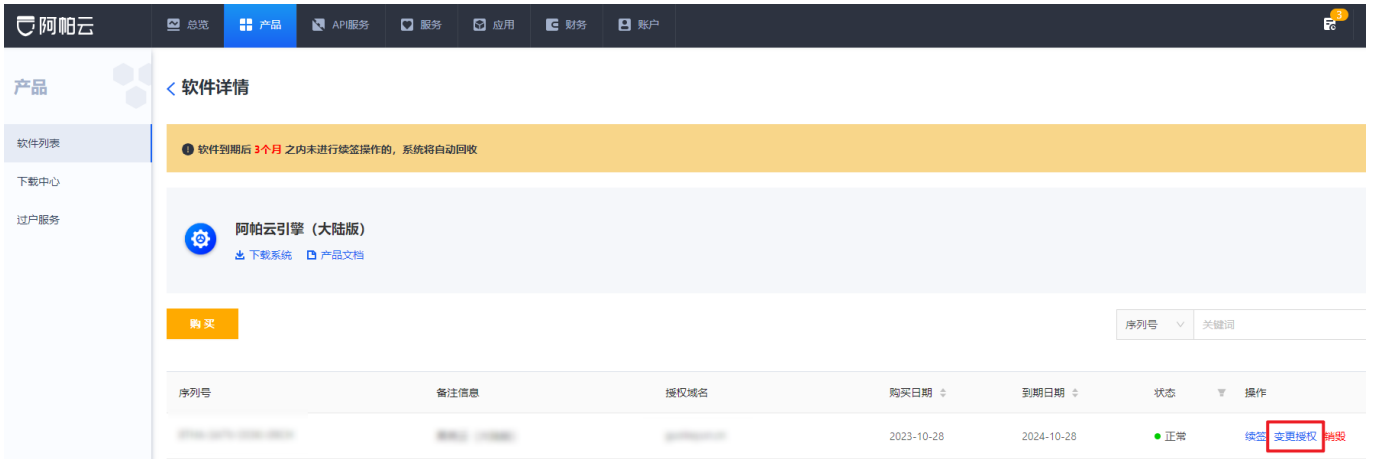 阿帕云 总览 产品 API服务 服务 应用 财务 账户 3
产品
软件详情
软件列表
软件到期后 3个月 之内未进行续签操作的，系统将自动回收
下载中心
过户服务
阿帕云引擎（大陆版）
下载系统 产品文档
购 买
序列号 关键词
序列号 备注信息 授权域名 购买日期 到期日期 状态 操作
2023-10-28 2024-10-28 正常 续签 变更授权 销毁